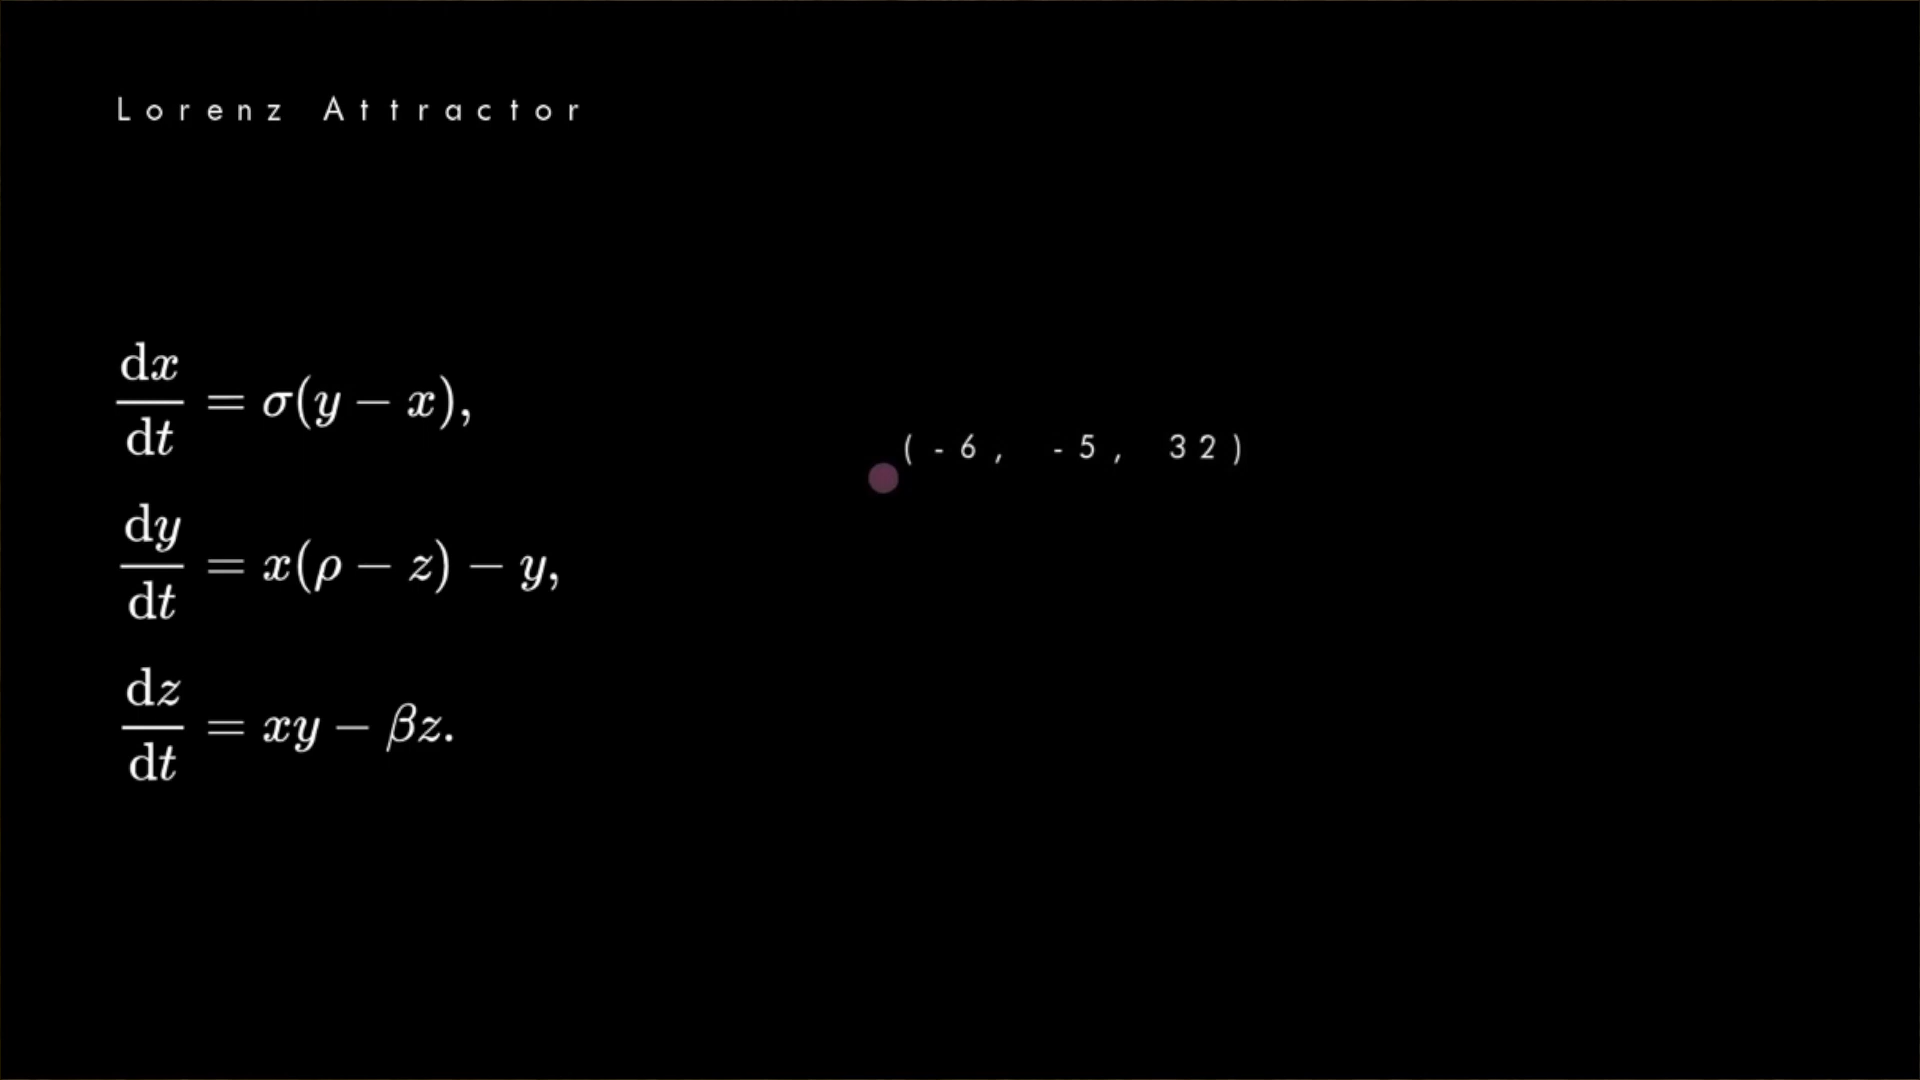 Lorenz Attractor
dx/dt = σ(y − x),
(-6, -5, 32)
dy/dt = x(ρ − z) − y,
dz/dt = xy − βz.